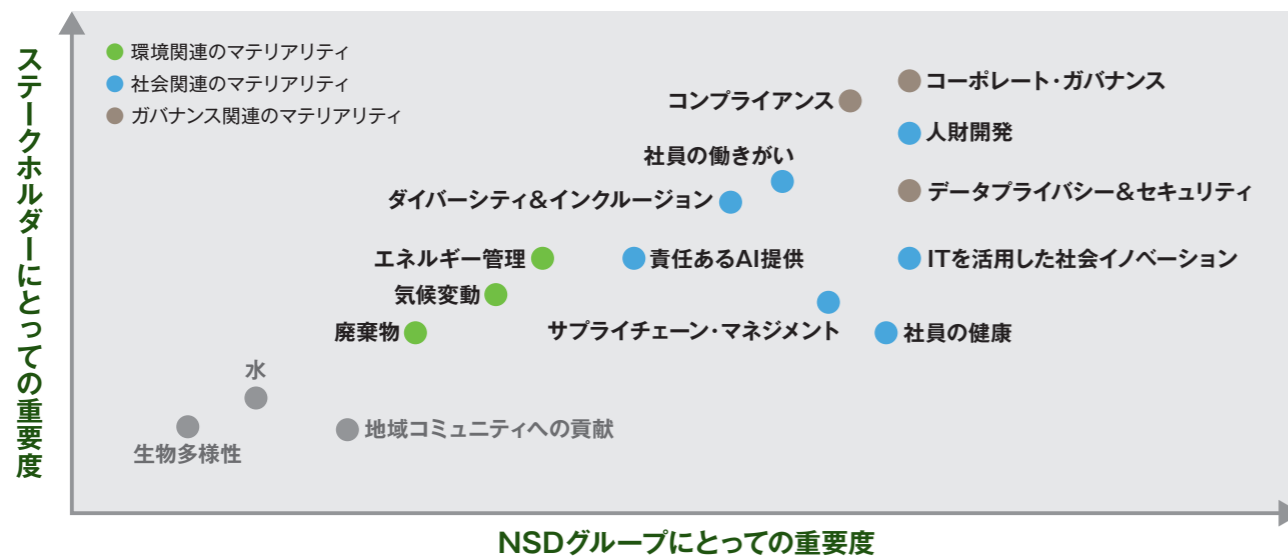 ステークホルダーにとっての重要度
環境関連のマテリアリティ
社会関連のマテリアリティ
ガバナンス関連のマテリアリティ
コーポレート・ガバナンス
コンプライアンス
人財開発
社員の働きがい
データプライバシー&セキュリティ
ダイバーシティ&インクルージョン
エネルギー管理
責任あるAI提供
ITを活用した社会イノベーション
気候変動
サプライチェーン・マネジメント
廃棄物
社員の健康
水
地域コミュニティへの貢献
生物多様性
NSDグループにとっての重要度